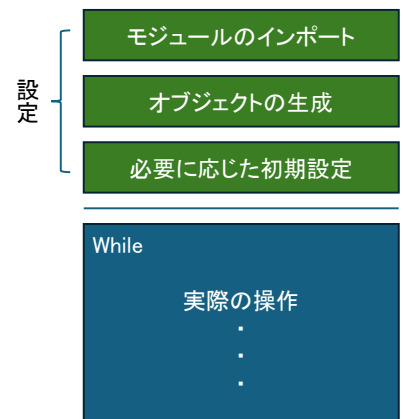 モジュールのインポート
設定
オブジェクトの生成
必要に応じた初期設定
While
実際の操作
・
・
・